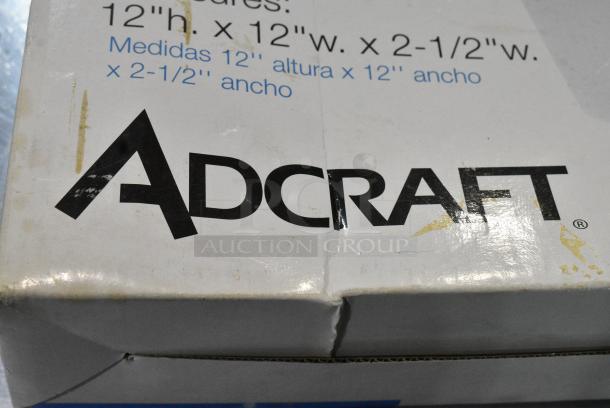 12"h. x 12"w. x 2-1/2"w.
Medidas 12'' altura x 12'' ancho
x 2-1/2'' ancho
ADCRAFT®
AUCTION GROUP